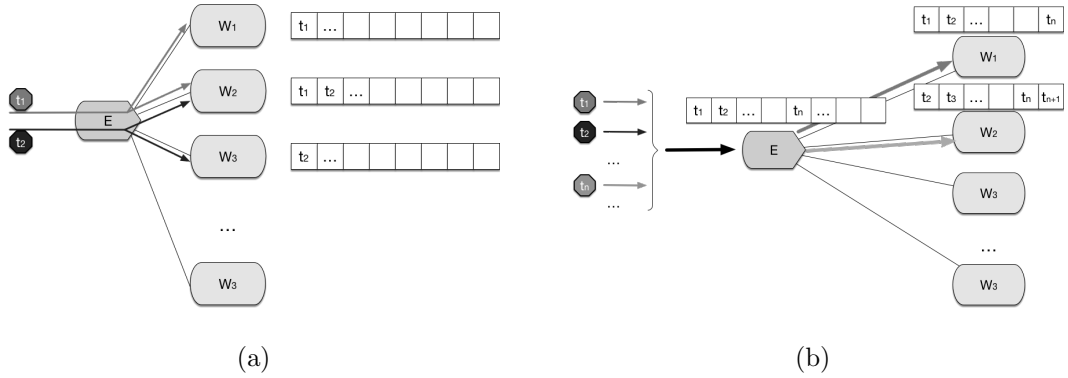 W1
t1 ...
t1
E
W2
t1 t2 ...
t2
W3
t2 ...
...
W3
(a)
t1 t2 ... tn
W1
t1
t1 t2 ... tn ...
t2 t3 ... tn tn+1
t2
E
W2
...
tn
...
W3
...
W3
(b)